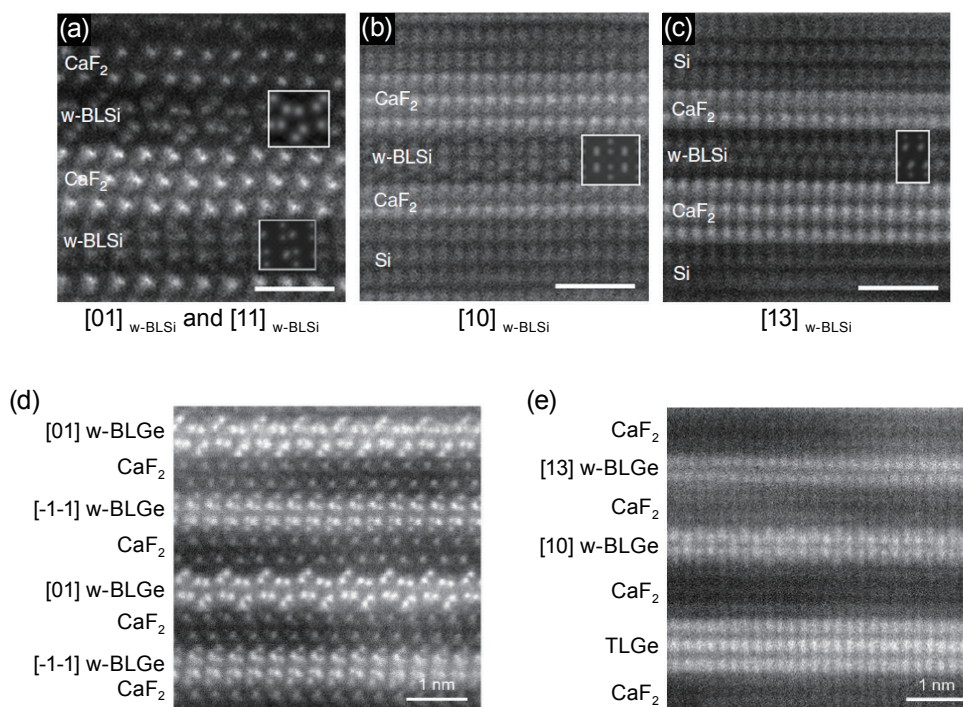 (a)
CaF2
w-BLSi
CaF2
w-BLSi
[01] w-BLSi and [11] w-BLSi
(b)
CaF2
w-BLSi
CaF2
Si
[10] w-BLSi
(c)
Si
CaF2
w-BLSi
CaF2
Si
[13] w-BLSi
(d)
[01] w-BLGe
CaF2
[-1-1] w-BLGe
CaF2
[01] w-BLGe
CaF2
[-1-1] w-BLGe
CaF2
1 nm
(e)
CaF2
[13] w-BLGe
CaF2
[10] w-BLGe
CaF2
TLGe
CaF2
1 nm